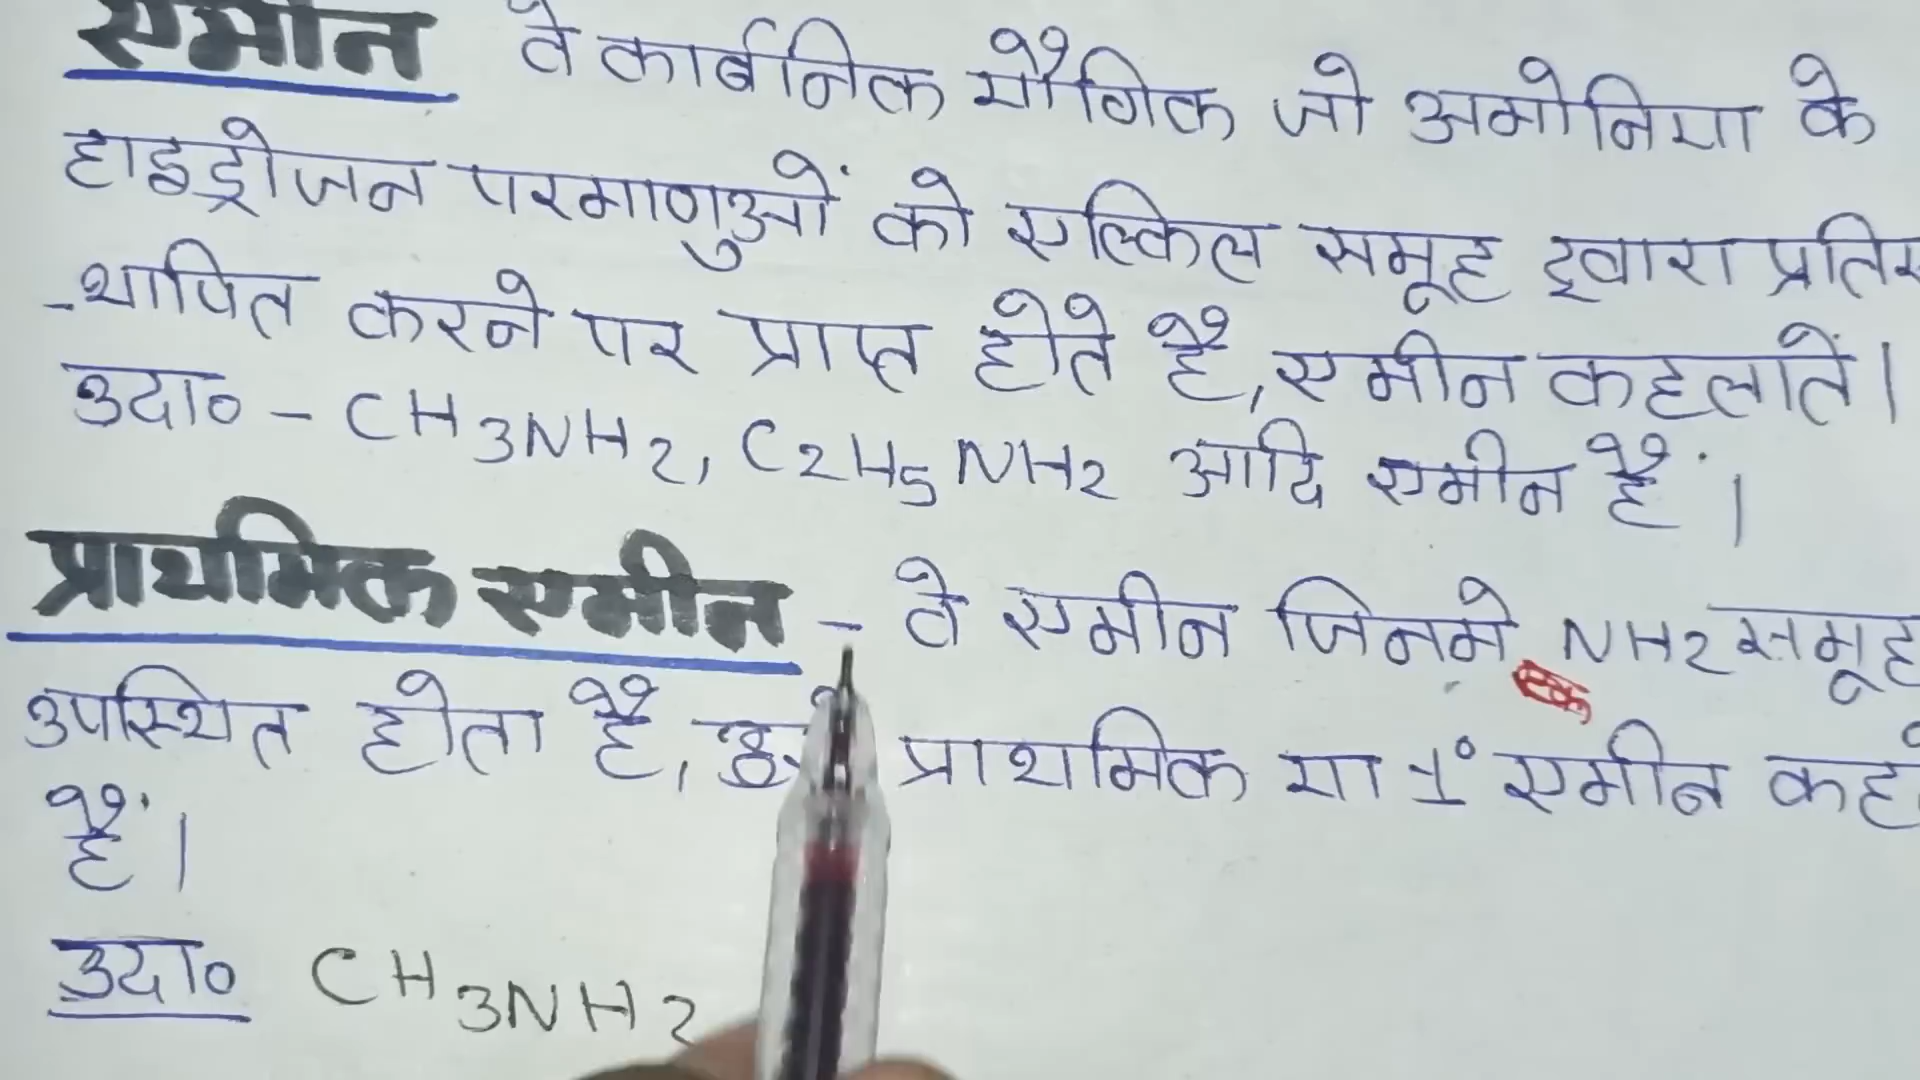 एमीन वे कार्बनिक यौगिक जो अमोनिया के
हाइड्रोजन परमाणुओं को एल्किल समूह द्वारा प्रतिस
-थापित करने पर प्राप्त होते है, एमीन कहलाते।
उदा० - CH3NH2, C2H5NH2 आदि एमीन हैं।
प्राथमिक एमीन - वे एमीन जिनमे NH2 समूह
एक
उपस्थित होता है, प्राथमिक या 1° एमीन
हैं।
उदा० CH3NH2